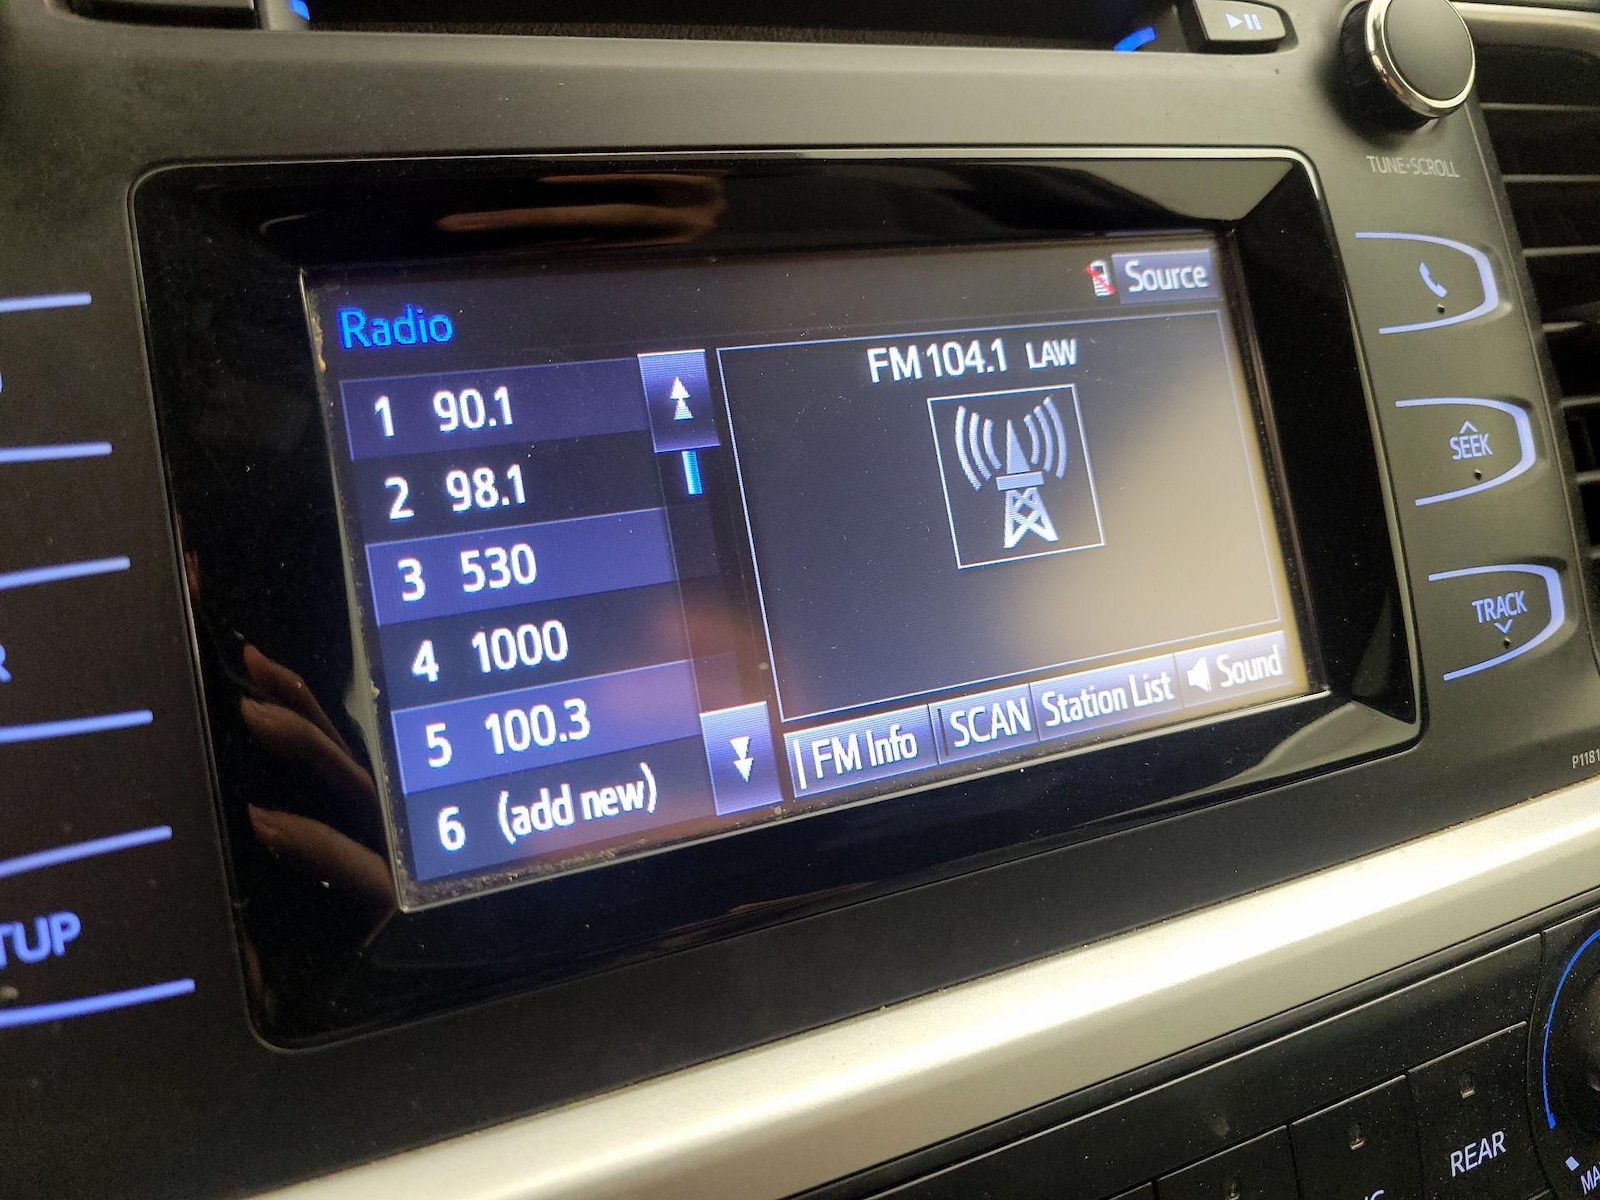 TUNE•SCROLL
Source
Radio
FM 104.1 LAW
1 90.1
2 98.1
3 530
4 1000
5 100.3
6 (add new)
FM Info
SCAN
Station List
Sound
SEEK
TRACK
REAR